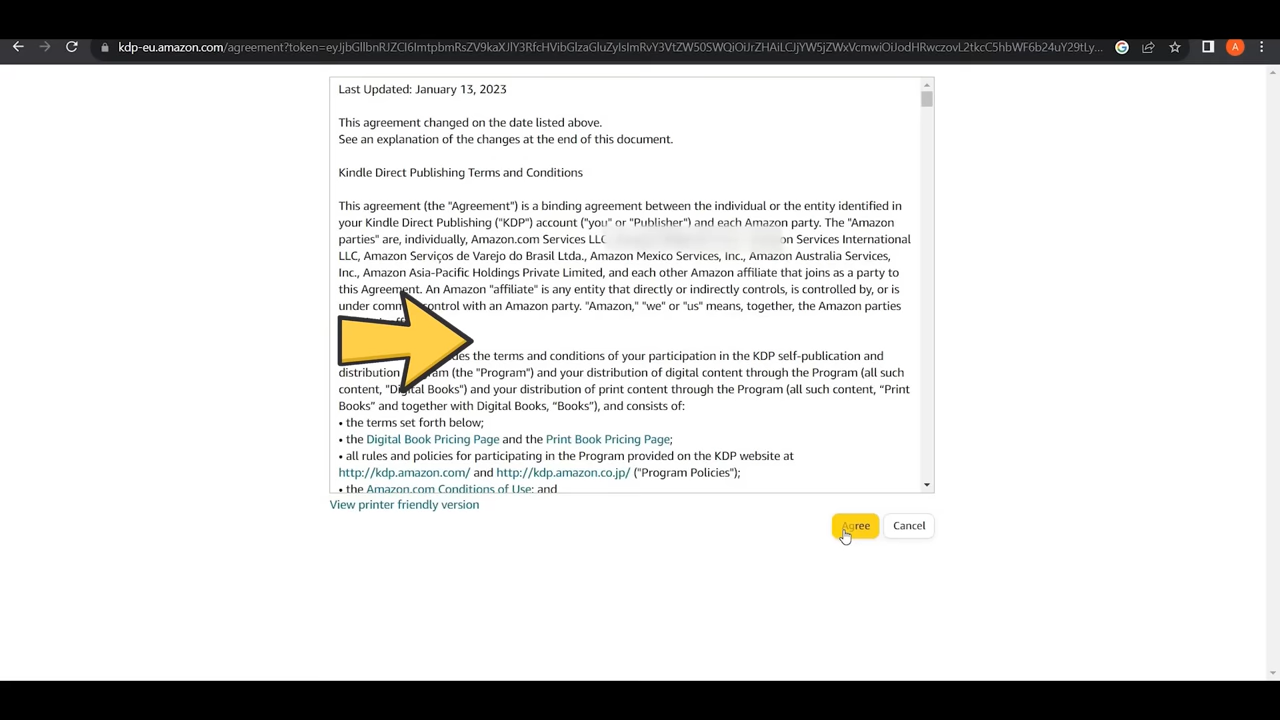 kdp-eu.amazon.com/agreement?token=
A
Last Updated: January 13, 2023
This agreement changed on the date listed above.
See an explanation of the changes at the end of this document.
Kindle Direct Publishing Terms and Conditions
This agreement (the "Agreement") is a binding agreement between the individual or the entity identified in
your Kindle Direct Publishing ("KDP") account ("you" or "Publisher") and each Amazon party. The "Amazon
parties" are, individually, Amazon.com Services LLC on Services International
LLC, Amazon Serviços de Varejo do Brasil Ltda., Amazon Mexico Services, Inc., Amazon Australia Services,
Inc., Amazon Asia-Pacific Holdings Private Limited, and each other Amazon affiliate that joins as a party to
this Agreement. An Amazon "affiliate" is any entity that directly or indirectly controls, is controlled by, or is
under control with an Amazon party. "Amazon," "we" or "us" means, together, the Amazon parties
the terms and conditions of your participation in the KDP self-publication and
distribution (the "Program") and your distribution of digital content through the Program (all such
content, "Digital Books") and your distribution of print content through the Program (all such content, “Print
Books” and together with Digital Books, “Books”), and consists of:
• the terms set forth below;
• the Digital Book Pricing Page and the Print Book Pricing Page;
• all rules and policies for participating in the Program provided on the KDP website at
http://kdp.amazon.com/ and http://kdp.amazon.co.jp/ ("Program Policies");
• the Amazon.com Conditions of Use; and
View printer friendly version
Agree
Cancel